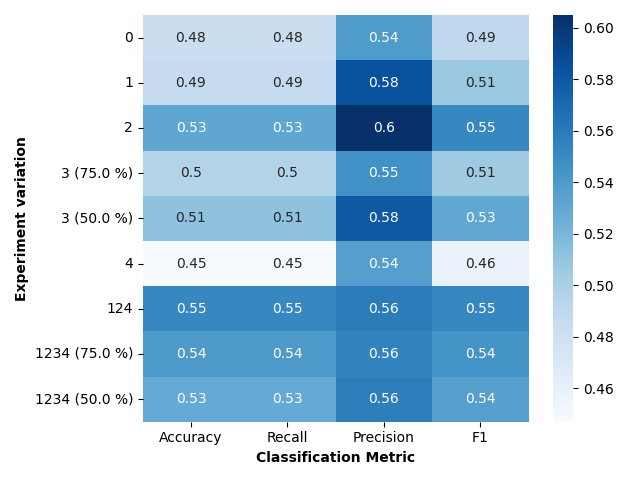 0 0.48 0.48 0.54 0.49
1 0.49 0.49 0.58 0.51
2 0.53 0.53 0.6 0.55
3 (75.0 %) 0.5 0.5 0.55 0.51
3 (50.0 %) 0.51 0.51 0.58 0.53
4 0.45 0.45 0.54 0.46
124 0.55 0.55 0.56 0.55
1234 (75.0 %) 0.54 0.54 0.56 0.54
1234 (50.0 %) 0.53 0.53 0.56 0.54
Accuracy Recall Precision F1
Classification Metric
Experiment variation
0.60
0.58
0.56
0.54
0.52
0.50
0.48
0.46